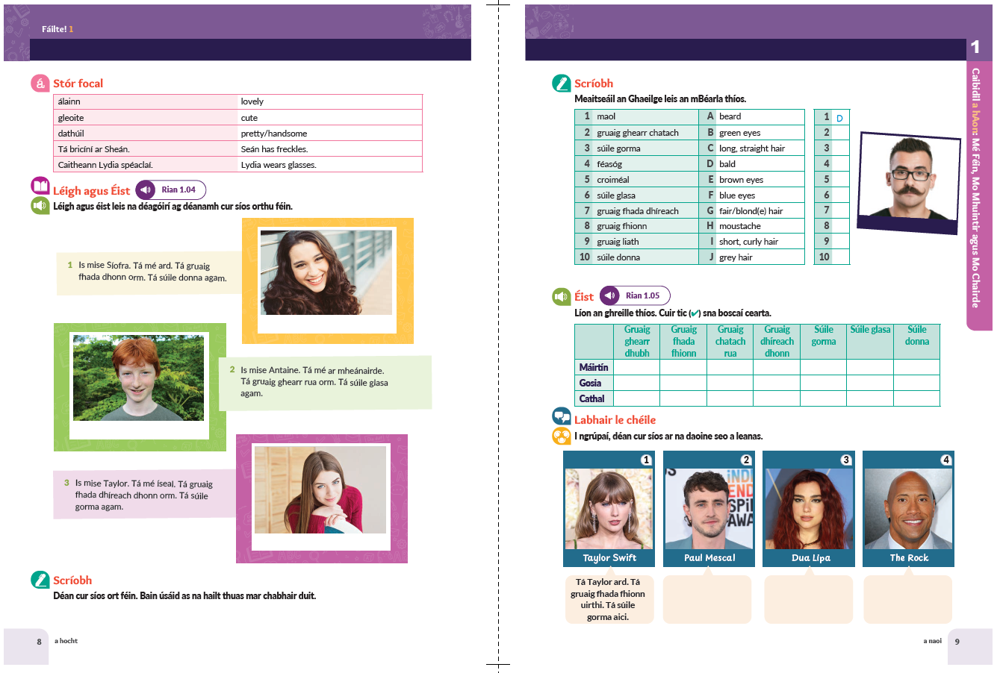 Fáilte! 1
á Stór focal
álainn lovely
gleoite cute
dathúil pretty/handsome
Tá bricíní ar Sheán. Seán has freckles.
Caitheann Lydia spéaclaí. Lydia wears glasses.
Léigh agus Éist Rian 1.04
Léigh agus éist leis na déagóirí ag déanamh cur síos orthu féin.
1 Is mise Síofra. Tá mé ard. Tá gruaig
fhada dhonn orm. Tá súile donna agam.
2 Is mise Antaine. Tá mé ar mheánairde.
Tá gruaig ghearr rua orm. Tá súile glasa
agam.
3 Is mise Taylor. Tá mé íseal. Tá gruaig
fhada dhíreach dhonn orm. Tá súile
gorma agam.
Scríobh
Déan cur síos ort féin. Bain úsáid as na hailt thuas mar chabhair duit.
8 a hocht
1
Caibidil a hAon: Mé Féin, Mo Mhuintir agus Mo Chairde
Scríobh
Meaitseáil an Ghaeilge leis an mBéarla thíos.
1 maol A beard 1 D
2 gruaig ghearr chatach B green eyes 2
3 súile gorma C long, straight hair 3
4 féasóg D bald 4
5 croiméal E brown eyes 5
6 súile glasa F blue eyes 6
7 gruaig fhada dhíreach G fair/blond(e) hair 7
8 gruaig fhionn H moustache 8
9 gruaig liath I short, curly hair 9
10 súile donna J grey hair 10
Éist Rian 1.05
Líon an ghreille thíos. Cuir tic (✔) sna boscaí cearta.
Gruaig Gruaig Gruaig Gruaig Súile Súile glasa Súile
ghearr fhada chatach dhíreach gorma donna
dhubh fhionn rua dhonn
Máirtín
Gosia
Cathal
Labhair le chéile
I ngrúpaí, déan cur síos ar na daoine seo a leanas.
1 2 3 4
Taylor Swift Paul Mescal Dua Lipa The Rock
Tá Taylor ard. Tá
gruaig fhada fhionn
uirthi. Tá súile
gorma aici.
a naoi 9